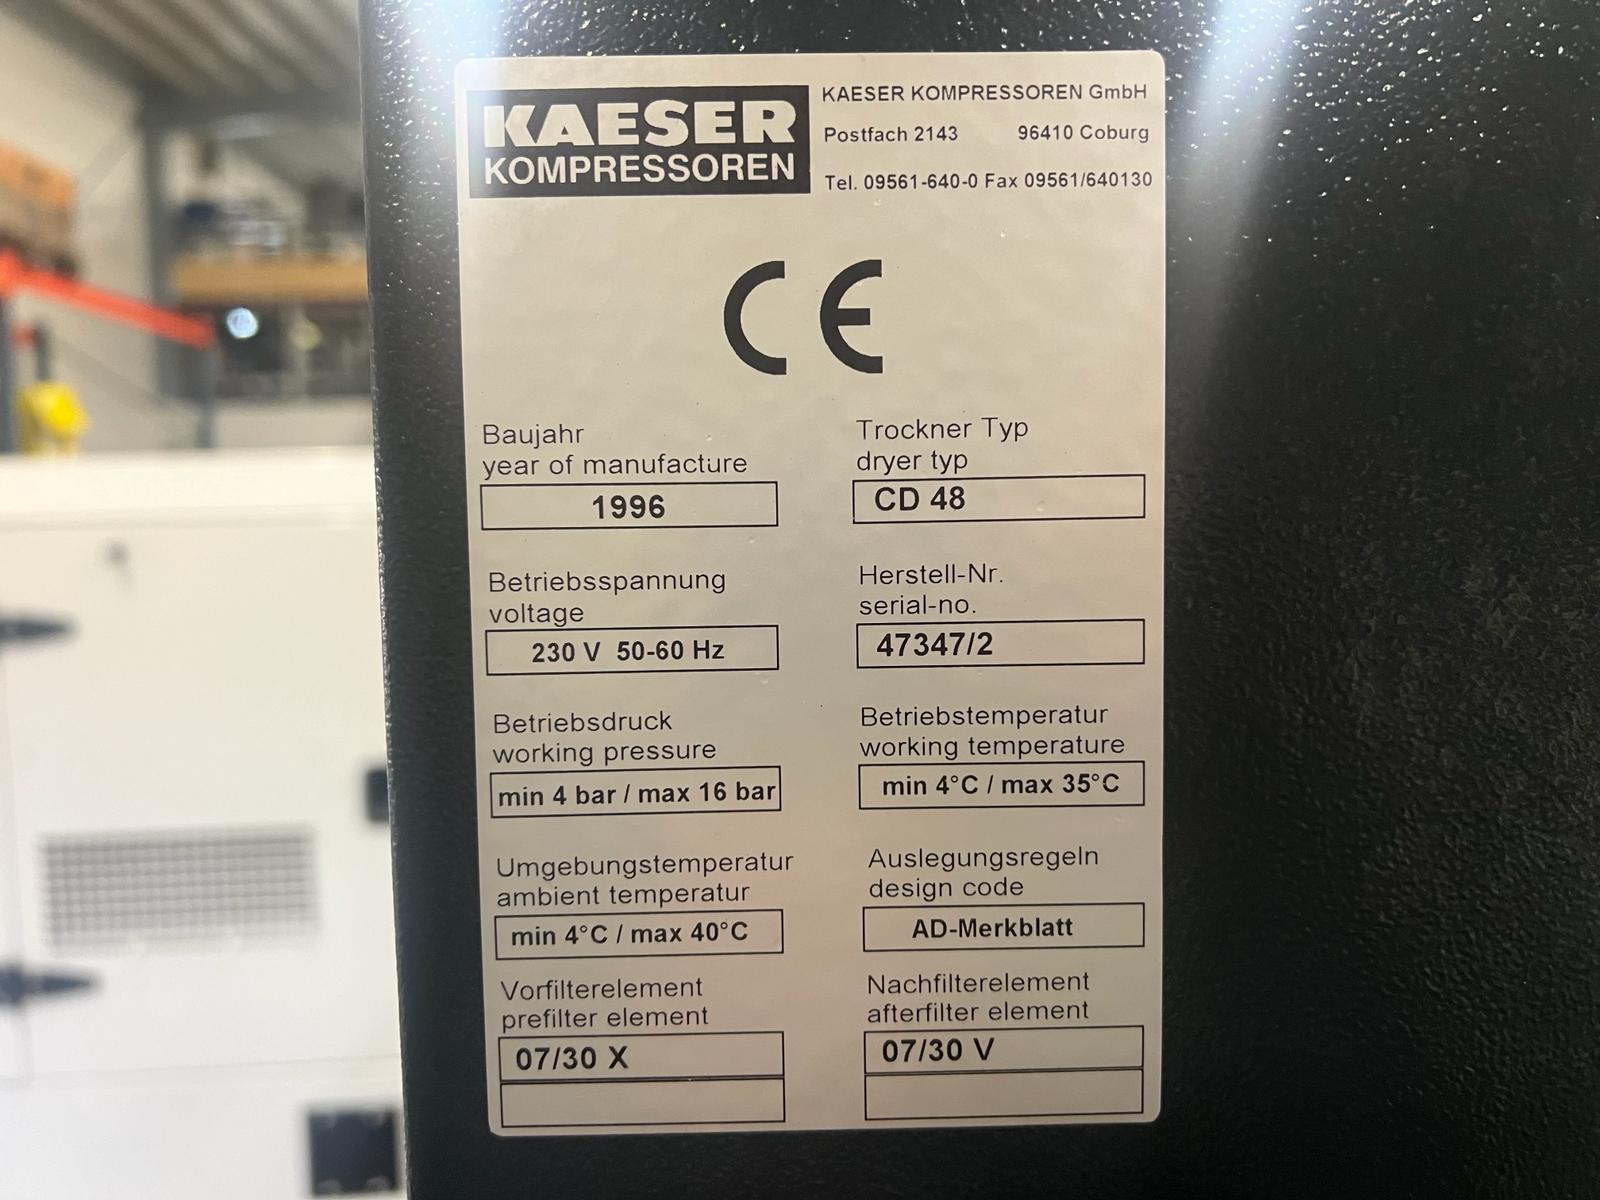 KAESER
KOMPRESSOREN
KAESER KOMPRESSOREN GmbH
Postfach 2143 96410 Coburg
Tel. 09561-640-0 Fax 09561/640130
CE
Baujahr
year of manufacture
1996
Trockner Typ
dryer typ
CD 48
Betriebsspannung
voltage
230 V 50-60 Hz
Herstell-Nr.
serial-no.
47347/2
Betriebsdruck
working pressure
min 4 bar / max 16 bar
Betriebstemperatur
working temperature
min 4°C / max 35°C
Umgebungstemperatur
ambient temperatur
min 4°C / max 40°C
Auslegungsregeln
design code
AD-Merkblatt
Vorfilterelement
prefilter element
07/30 X
Nachfilterelement
afterfilter element
07/30 V